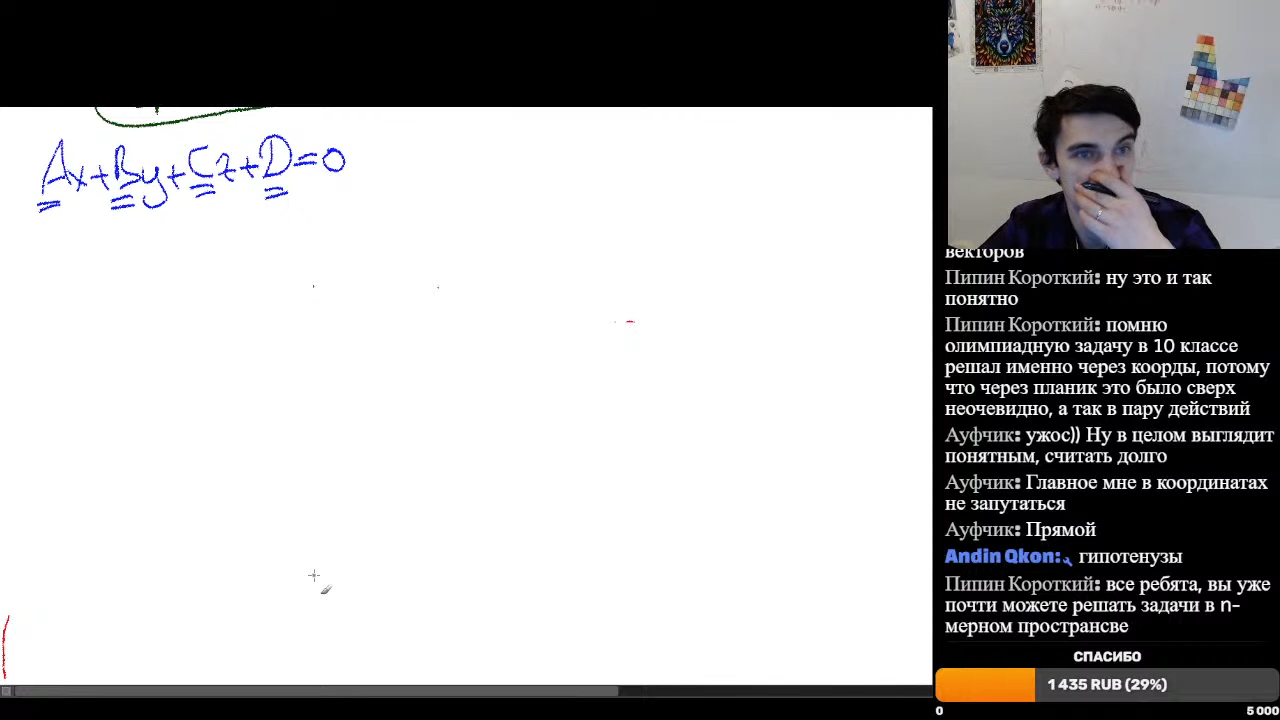 Ax+By+Cz+D=0
векторов
Пипин Короткий: ну это и так
понятно
Пипин Короткий: помню
олимпиадную задачу в 10 классе
решал именно через коорды, потому
что через планик это было сверх
неочевидно, а так в пару действий
Ауфчик: ужос)) Ну в целом выглядит
понятным, считать долго
Ауфчик: Главное мне в координатах
не запутаться
Ауфчик: Прямой
Andin Qkon: гипотенузы
Пипин Короткий: все ребята, вы уже
почти можете решать задачи в n-
мерном пространсве
СПАСИБО
1 435 RUB (29%)
0
5 000